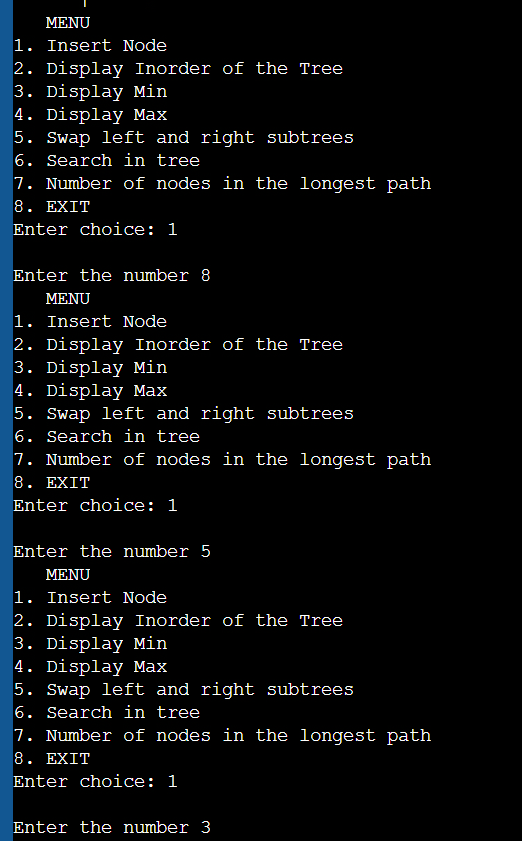 MENU
1. Insert Node
2. Display Inorder of the Tree
3. Display Min
4. Display Max
5. Swap left and right subtrees
6. Search in tree
7. Number of nodes in the longest path
8. EXIT
Enter choice: 1
Enter the number 8
MENU
1. Insert Node
2. Display Inorder of the Tree
3. Display Min
4. Display Max
5. Swap left and right subtrees
6. Search in tree
7. Number of nodes in the longest path
8. EXIT
Enter choice: 1
Enter the number 5
MENU
1. Insert Node
2. Display Inorder of the Tree
3. Display Min
4. Display Max
5. Swap left and right subtrees
6. Search in tree
7. Number of nodes in the longest path
8. EXIT
Enter choice: 1
Enter the number 3